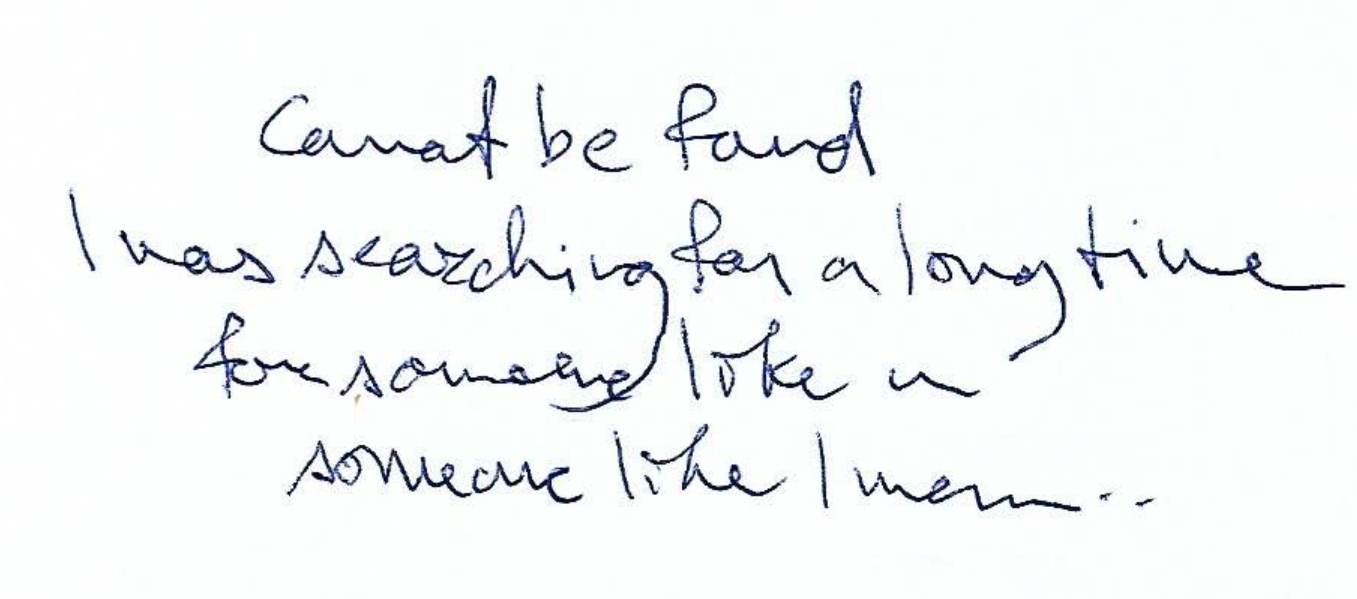 Cannot be found
I was searching for a long time
for someone like
someone like I mean..